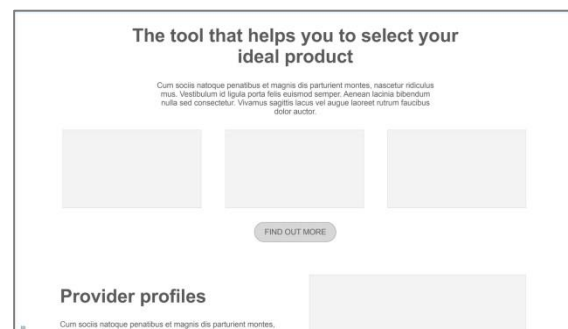 The tool that helps you to select your
ideal product
Cum sociis natoque penatibus et magnis dis parturient montes, nascetur ridiculus
mus. Vestibulum id ligula porta felis euismod semper. Aenean lacinia bibendum
nulla sed consectetur. Vivamus sagittis lacus vel augue laoreet rutrum faucibus
dolor auctor.
FIND OUT MORE
Provider profiles
Cum sociis natoque penatibus et magnis dis parturient montes,